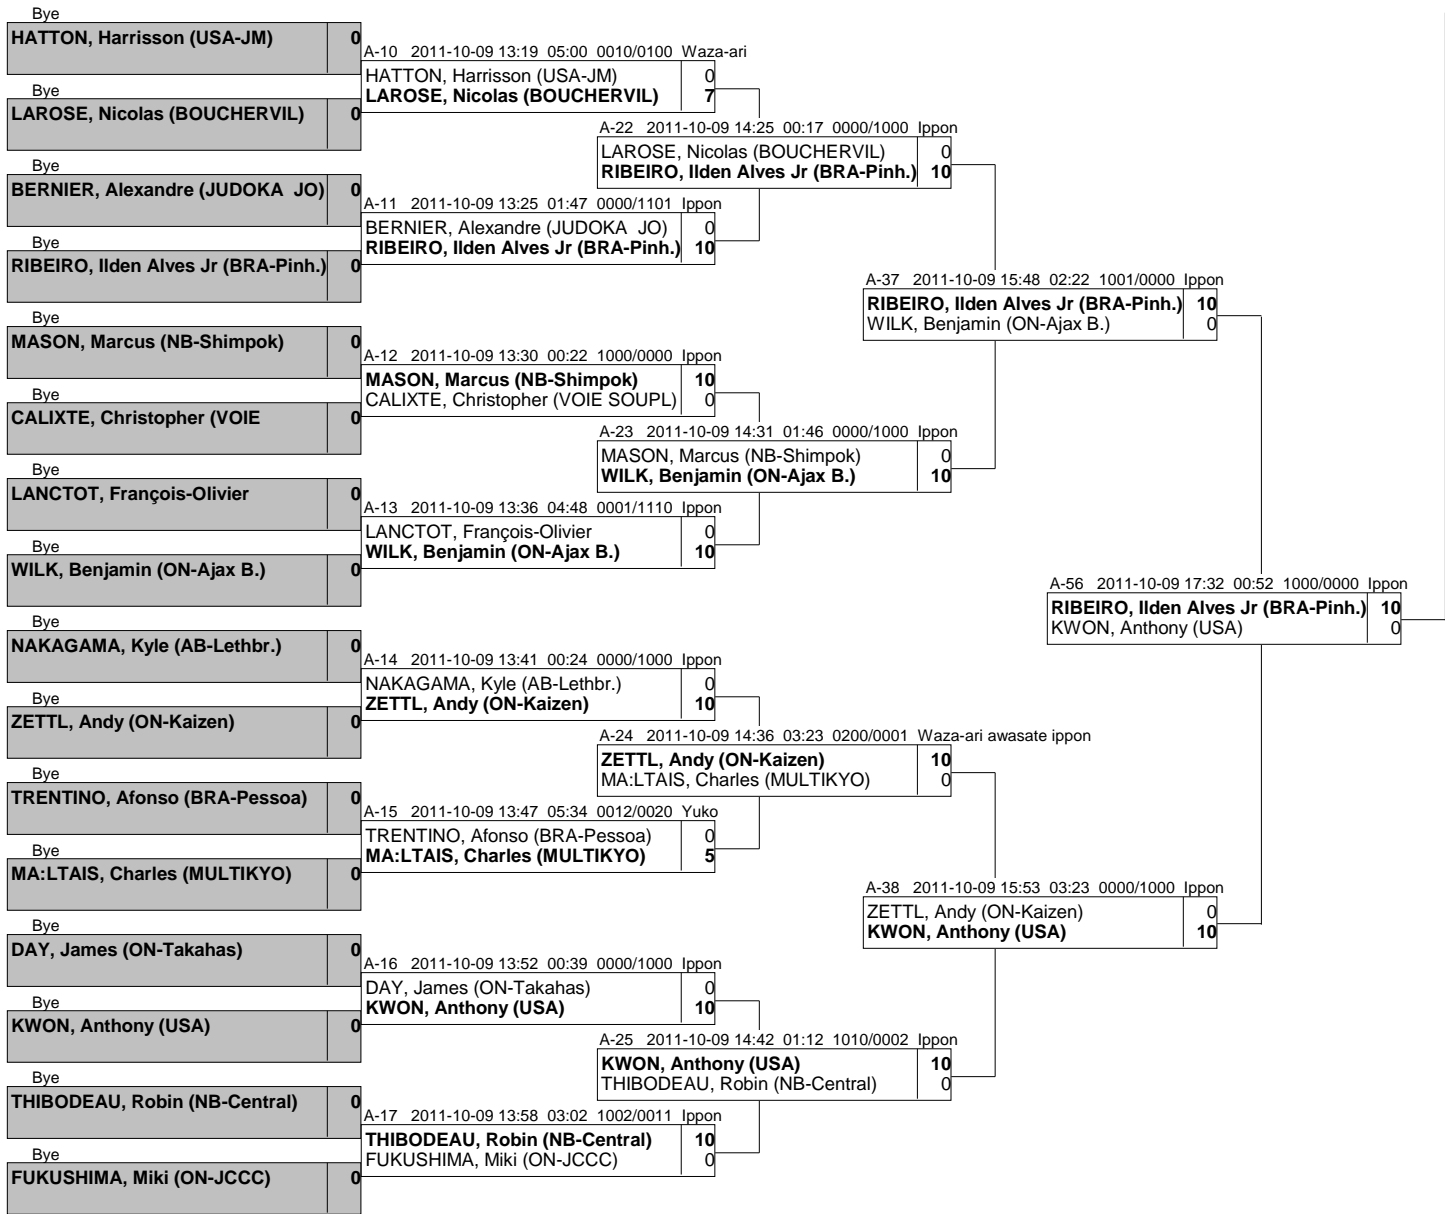 Bye
HATTON, Harrisson (USA-JM) 0
Bye
LAROSE, Nicolas (BOUCHERVIL) 0
Bye
BERNIER, Alexandre (JUDOKA JO) 0
Bye
RIBEIRO, Ilden Alves Jr (BRA-Pinh.) 0
Bye
MASON, Marcus (NB-Shimpok) 0
Bye
CALIXTE, Christopher (VOIE 0
Bye
LANCTOT, François-Olivier 0
Bye
WILK, Benjamin (ON-Ajax B.) 0
Bye
NAKAGAMA, Kyle (AB-Lethbr.) 0
Bye
ZETTL, Andy (ON-Kaizen) 0
Bye
TRENTINO, Afonso (BRA-Pessoa) 0
Bye
MA:LTAIS, Charles (MULTIKYO) 0
Bye
DAY, James (ON-Takahas) 0
Bye
KWON, Anthony (USA) 0
Bye
THIBODEAU, Robin (NB-Central) 0
Bye
FUKUSHIMA, Miki (ON-JCCC) 0
A-10 2011-10-09 13:19 05:00 0010/0100 Waza-ari
HATTON, Harrisson (USA-JM) 0
LAROSE, Nicolas (BOUCHERVIL) 7
A-11 2011-10-09 13:25 01:47 0000/1101 Ippon
BERNIER, Alexandre (JUDOKA JO) 0
RIBEIRO, Ilden Alves Jr (BRA-Pinh.) 10
A-12 2011-10-09 13:30 00:22 1000/0000 Ippon
MASON, Marcus (NB-Shimpok) 10
CALIXTE, Christopher (VOIE SOUPL) 0
A-13 2011-10-09 13:36 04:48 0001/1110 Ippon
LANCTOT, François-Olivier 0
WILK, Benjamin (ON-Ajax B.) 10
A-14 2011-10-09 13:41 00:24 0000/1000 Ippon
NAKAGAMA, Kyle (AB-Lethbr.) 0
ZETTL, Andy (ON-Kaizen) 10
A-15 2011-10-09 13:47 05:34 0012/0020 Yuko
TRENTINO, Afonso (BRA-Pessoa) 0
MA:LTAIS, Charles (MULTIKYO) 5
A-16 2011-10-09 13:52 00:39 0000/1000 Ippon
DAY, James (ON-Takahas) 0
KWON, Anthony (USA) 10
A-17 2011-10-09 13:58 03:02 1002/0011 Ippon
THIBODEAU, Robin (NB-Central) 10
FUKUSHIMA, Miki (ON-JCCC) 0
A-22 2011-10-09 14:25 00:17 0000/1000 Ippon
LAROSE, Nicolas (BOUCHERVIL) 0
RIBEIRO, Ilden Alves Jr (BRA-Pinh.) 10
A-23 2011-10-09 14:31 01:46 0000/1000 Ippon
MASON, Marcus (NB-Shimpok) 0
WILK, Benjamin (ON-Ajax B.) 10
A-24 2011-10-09 14:36 03:23 0200/0001 Waza-ari awasate ippon
ZETTL, Andy (ON-Kaizen) 10
MA:LTAIS, Charles (MULTIKYO) 0
A-25 2011-10-09 14:42 01:12 1010/0002 Ippon
KWON, Anthony (USA) 10
THIBODEAU, Robin (NB-Central) 0
A-37 2011-10-09 15:48 02:22 1001/0000 Ippon
RIBEIRO, Ilden Alves Jr (BRA-Pinh.) 10
WILK, Benjamin (ON-Ajax B.) 0
A-38 2011-10-09 15:53 03:23 0000/1000 Ippon
ZETTL, Andy (ON-Kaizen) 0
KWON, Anthony (USA) 10
A-56 2011-10-09 17:32 00:52 1000/0000 Ippon
RIBEIRO, Ilden Alves Jr (BRA-Pinh.) 10
KWON, Anthony (USA) 0